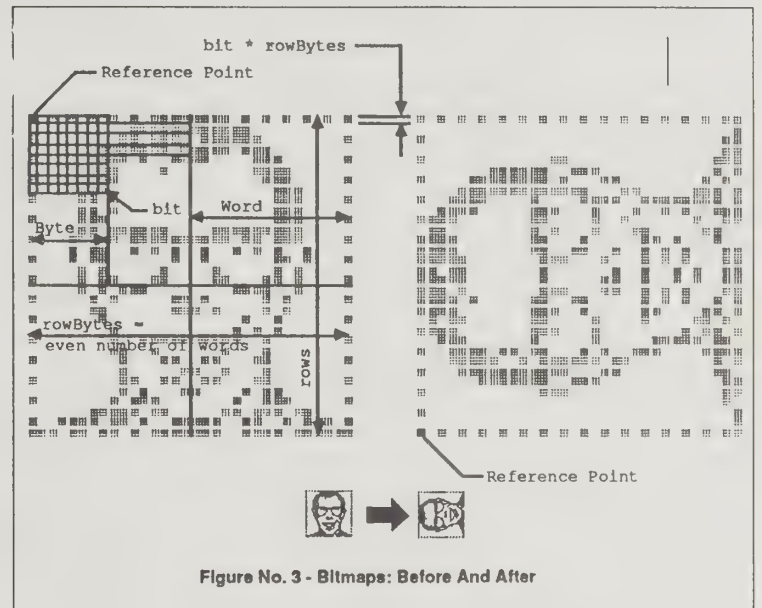 bit * rowBytes
Reference Point
bit
Word
Byte
rowBytes =
even number of words
rows
Reference Point
Figure No. 3 - Bitmaps: Before And After